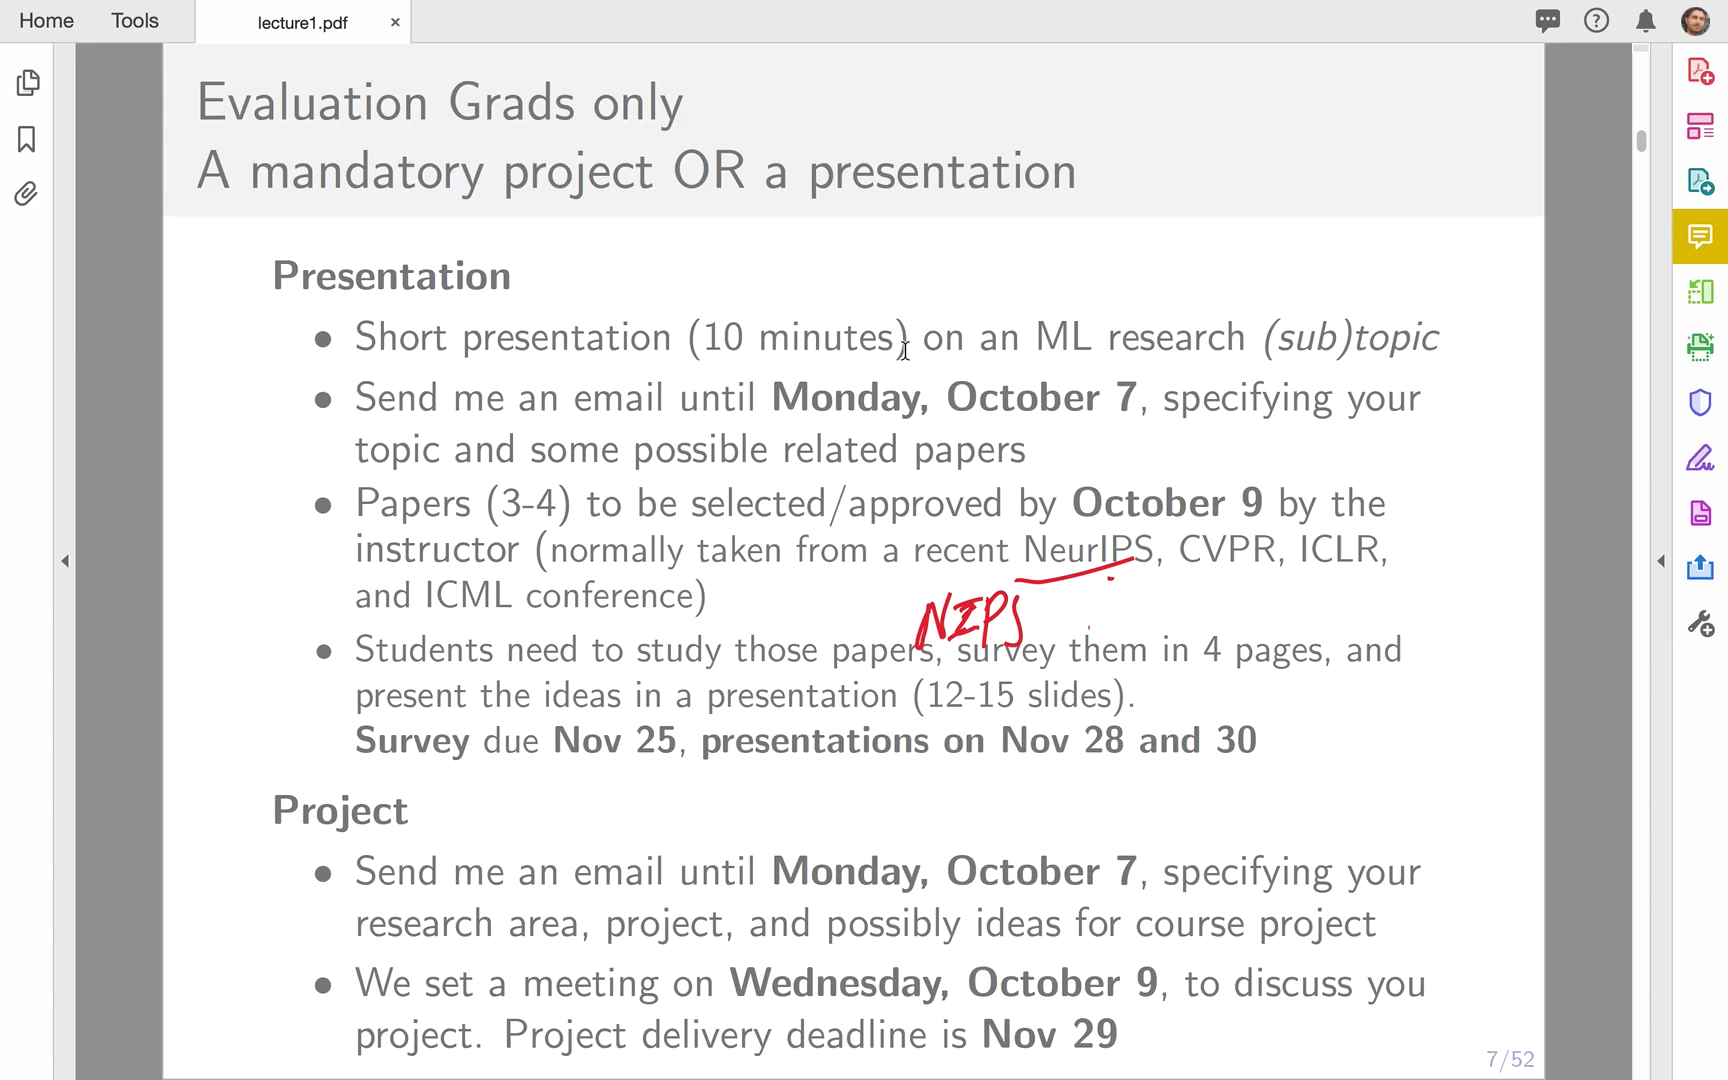 Home Tools lecture1.pdf ×
Evaluation Grads only
A mandatory project OR a presentation
Presentation
• Short presentation (10 minutes) on an ML research (sub)topic
• Send me an email until Monday, October 7, specifying your
topic and some possible related papers
• Papers (3-4) to be selected/approved by October 9 by the
instructor (normally taken from a recent NeurIPS, CVPR, ICLR,
and ICML conference)
NIPS
• Students need to study those papers, survey them in 4 pages, and
present the ideas in a presentation (12-15 slides).
Survey due Nov 25, presentations on Nov 28 and 30
Project
• Send me an email until Monday, October 7, specifying your
research area, project, and possibly ideas for course project
• We set a meeting on Wednesday, October 9, to discuss you
project. Project delivery deadline is Nov 29
7/52